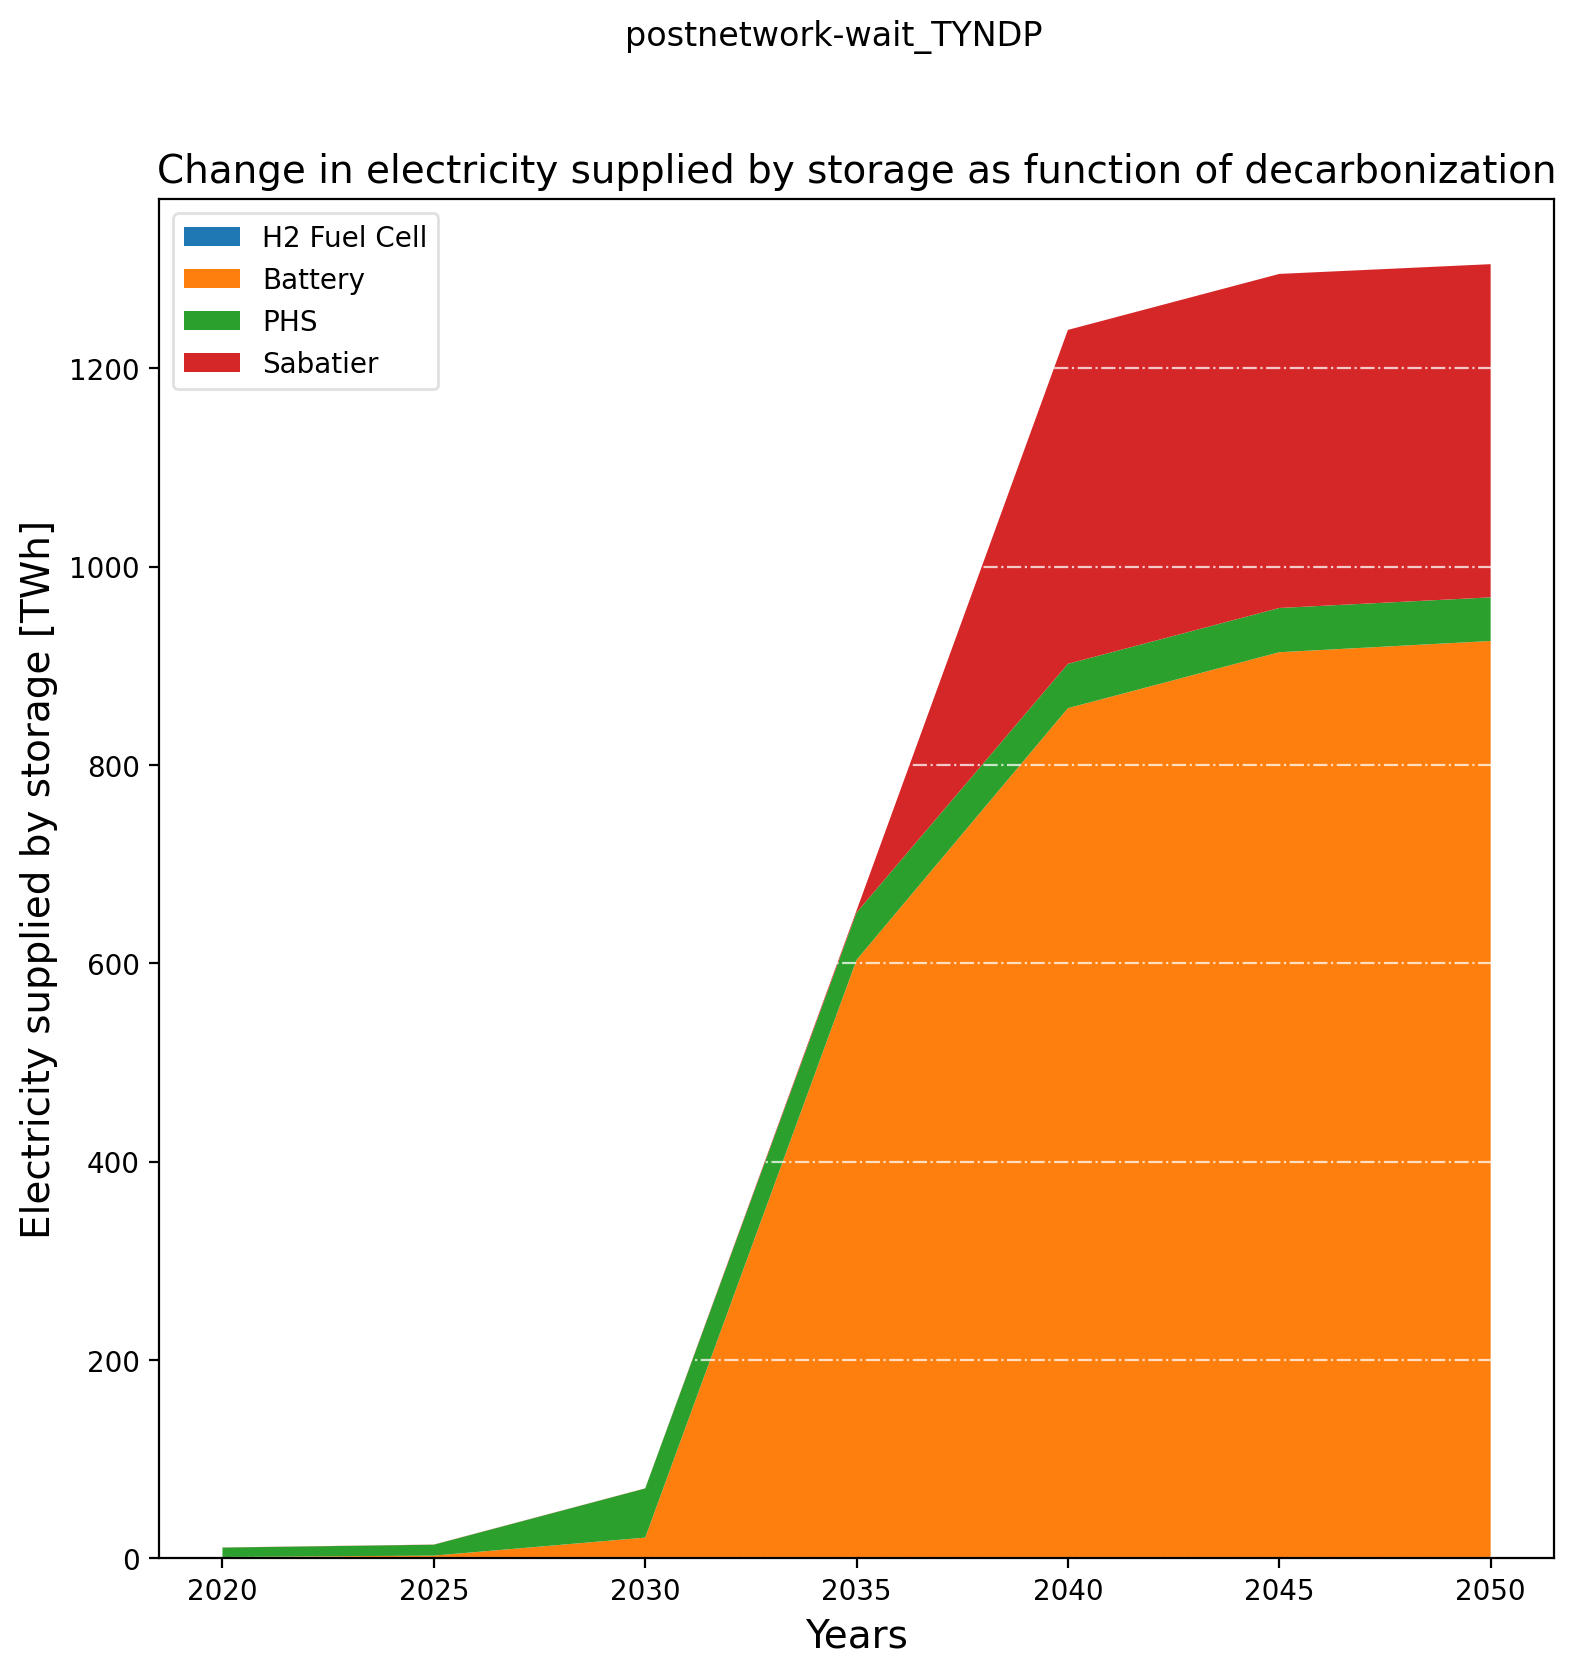 postnetwork-wait_TYNDP
Change in electricity supplied by storage as function of decarbonization
H2 Fuel Cell
Battery
PHS
Sabatier
Electricity supplied by storage [TWh]
1200
1000
800
600
400
200
0
2020 2025 2030 2035 2040 2045 2050
Years